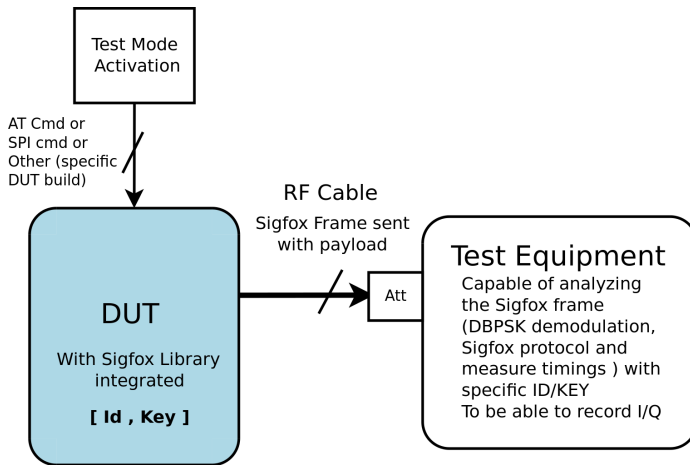 Test Mode
Activation
AT Cmd or
SPI cmd or
Other (specific
DUT build)
RF Cable
Sigfox Frame sent
with payload
Att
DUT
With Sigfox Library
integrated
[ Id , Key ]
Test Equipment
Capable of analyzing
the Sigfox frame
(DBPSK demodulation,
Sigfox protocol and
measure timings ) with
specific ID/KEY
To be able to record I/Q